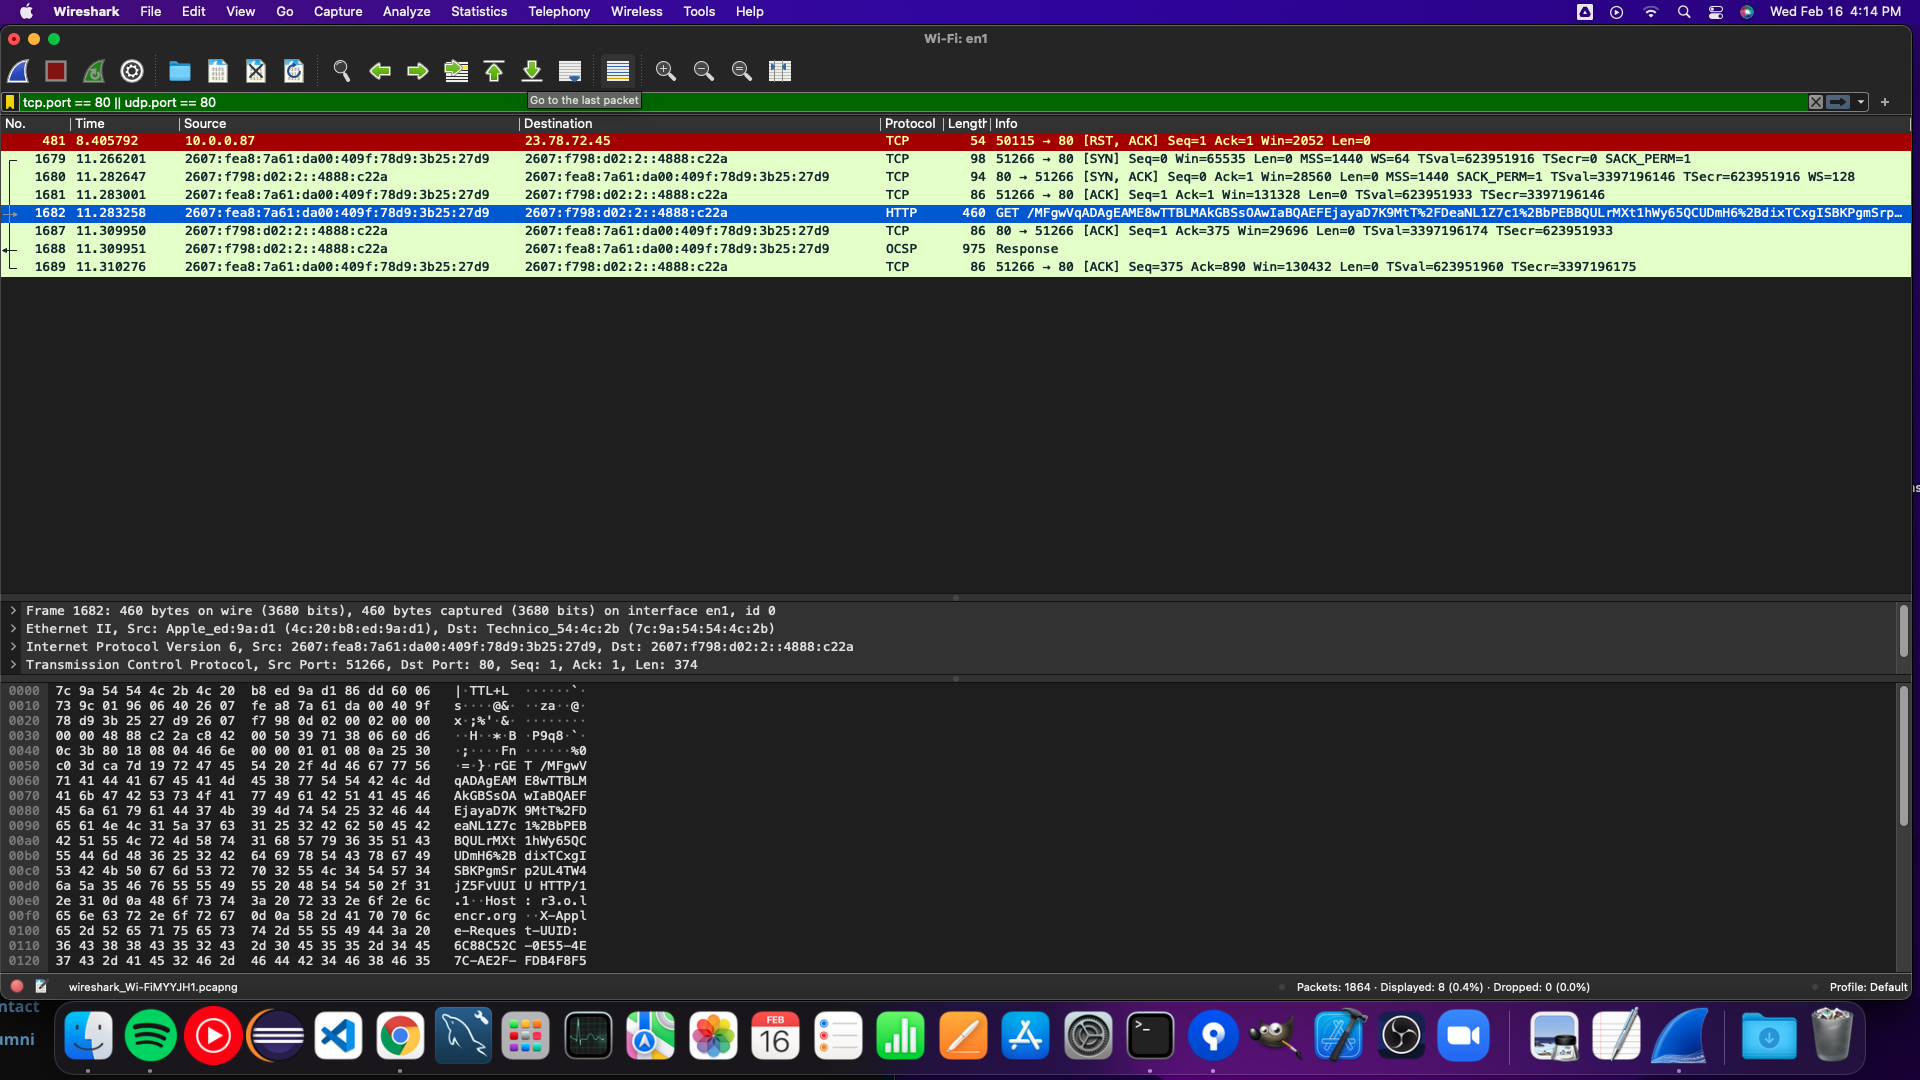 Wireshark File Edit View Go Capture Analyze Statistics Telephony Wireless Tools Help Wed Feb 16 4:14 PM
Wi-Fi: en1
tcp.port == 80 || udp.port == 80
Go to the last packet
No. Time Source Destination Protocol Length Info
481 8.405792 10.0.0.87 23.78.72.45 TCP 54 50115 → 80 [RST, ACK] Seq=1 Ack=1 Win=2052 Len=0
1679 11.266201 2607:fea8:7a61:da00:409f:78d9:3b25:27d9 2607:f798:d02:2::4888:c22a TCP 98 51266 → 80 [SYN] Seq=0 Win=65535 Len=0 MSS=1440 WS=64 TSval=623951916 TSecr=0 SACK_PERM=1
1680 11.282647 2607:f798:d02:2::4888:c22a 2607:fea8:7a61:da00:409f:78d9:3b25:27d9 TCP 94 80 → 51266 [SYN, ACK] Seq=0 Ack=1 Win=28560 Len=0 MSS=1440 SACK_PERM=1 TSval=3397196146 TSecr=623951916 WS=128
1681 11.283001 2607:fea8:7a61:da00:409f:78d9:3b25:27d9 2607:f798:d02:2::4888:c22a TCP 86 51266 → 80 [ACK] Seq=1 Ack=1 Win=131328 Len=0 TSval=623951933 TSecr=3397196146
1682 11.283258 2607:fea8:7a61:da00:409f:78d9:3b25:27d9 2607:f798:d02:2::4888:c22a HTTP 460 GET /MFgwVqADAgEAME8wTTBLMAkGBSsOAwIaBQAEFEjayaD7K9MtT%2FDeaNL1Z7c1%2BbPEBBQULrMXt1hWy65QCUDmH6%2BdixTCxgISBKPgmSrp…
1687 11.309950 2607:f798:d02:2::4888:c22a 2607:fea8:7a61:da00:409f:78d9:3b25:27d9 TCP 86 80 → 51266 [ACK] Seq=1 Ack=375 Win=29696 Len=0 TSval=3397196174 TSecr=623951933
1688 11.309951 2607:f798:d02:2::4888:c22a 2607:fea8:7a61:da00:409f:78d9:3b25:27d9 OCSP 975 Response
1689 11.310276 2607:fea8:7a61:da00:409f:78d9:3b25:27d9 2607:f798:d02:2::4888:c22a TCP 86 51266 → 80 [ACK] Seq=375 Ack=890 Win=130432 Len=0 TSval=623951960 TSecr=3397196175
Frame 1682: 460 bytes on wire (3680 bits), 460 bytes captured (3680 bits) on interface en1, id 0
Ethernet II, Src: Apple_ed:9a:d1 (4c:20:b8:ed:9a:d1), Dst: Technico_54:4c:2b (7c:9a:54:54:4c:2b)
Internet Protocol Version 6, Src: 2607:fea8:7a61:da00:409f:78d9:3b25:27d9, Dst: 2607:f798:d02:2::4888:c22a
Transmission Control Protocol, Src Port: 51266, Dst Port: 80, Seq: 1, Ack: 1, Len: 374
0000 7c 9a 54 54 4c 2b 4c 20 b8 ed 9a d1 86 dd 60 06 |·TTL+L ······`·
0010 73 9c 01 96 06 40 26 07 fe a8 7a 61 da 00 40 9f s····@&· ··za··@·
0020 78 d9 3b 25 27 d9 26 07 f7 98 0d 02 00 02 00 00 x·;%'·&· ········
0030 00 00 48 88 c2 2a c8 42 00 50 39 71 38 06 60 d6 ··H··*·B ·P9q8·`·
0040 0c 3b 80 18 08 04 46 6e 00 00 01 01 08 0a 25 30 ·;····Fn ······%0
0050 c0 3d ca 7d 19 72 47 45 54 20 2f 4d 46 67 77 56 ·=·}·rGE T /MFgwV
0060 71 41 44 41 67 45 41 4d 45 38 77 54 54 42 4c 4d qADAgEAM E8wTTBLM
0070 41 6b 47 42 53 73 4f 41 77 49 61 42 51 41 45 46 AkGBSsOA wIaBQAEF
0080 45 6a 61 79 61 44 37 4b 39 4d 74 54 25 32 46 44 EjayaD7K 9MtT%2FD
0090 65 61 4e 4c 31 5a 37 63 31 25 32 42 62 50 45 42 eaNL1Z7c 1%2BbPEB
00a0 42 51 55 4c 72 4d 58 74 31 68 57 79 36 35 51 43 BQULrMXt 1hWy65QC
00b0 55 44 6d 48 36 25 32 42 64 69 78 54 43 78 67 49 UDmH6%2B dixTCxgI
00c0 53 42 4b 50 67 6d 53 72 70 32 55 4c 34 54 57 34 SBKPgmSr p2UL4TW4
00d0 6a 5a 35 46 76 55 55 49 55 20 48 54 54 50 2f 31 jZ5FvUUI U HTTP/1
00e0 2e 31 0d 0a 48 6f 73 74 3a 20 72 33 2e 6f 2e 6c .1··Host : r3.o.l
00f0 65 6e 63 72 2e 6f 72 67 0d 0a 58 2d 41 70 70 6c encr.org ··X-Appl
0100 65 2d 52 65 71 75 65 73 74 2d 55 55 49 44 3a 20 e-Reques t-UUID:
0110 36 43 38 38 43 35 32 43 2d 30 45 35 35 2d 34 45 6C88C52C -0E55-4E
0120 37 43 2d 41 45 32 46 2d 46 44 42 34 46 38 46 35 7C-AE2F- FDB4F8F5
wireshark_Wi-FiMYYJH1.pcapng Packets: 1864 · Displayed: 8 (0.4%) · Dropped: 0 (0.0%) Profile: Default
ntact
umni
FEB
16